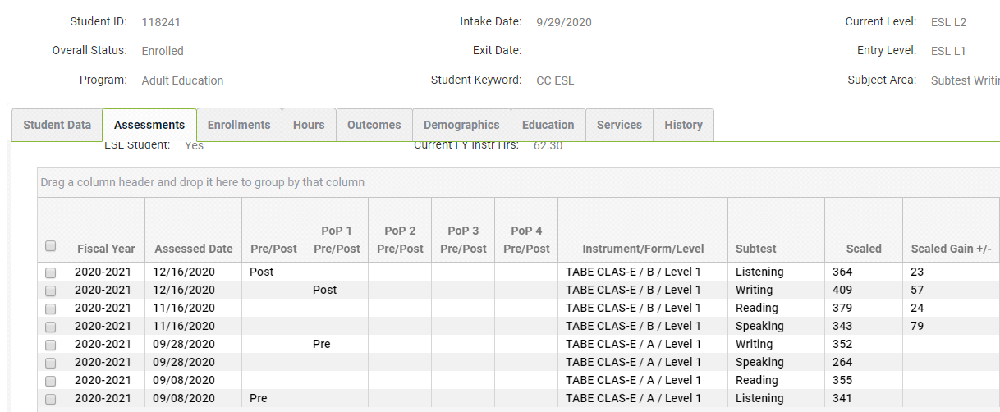 Student ID: 118241 Intake Date: 9/29/2020 Current Level: ESL L2
Overall Status: Enrolled Exit Date: Entry Level: ESL L1
Program: Adult Education Student Keyword: CC ESL Subject Area: Subtest Writin
Student Data Assessments Enrollments Hours Outcomes Demographics Education Services History
ESL Student: Yes Current FY Instr Hrs: 62.30
Drag a column header and drop it here to group by that column
PoP 1 PoP 2 PoP 3 PoP 4
Fiscal Year Assessed Date Pre/Post Pre/Post Pre/Post Pre/Post Pre/Post Instrument/Form/Level Subtest Scaled Scaled Gain +/-
2020-2021 12/16/2020 Post TABE CLAS-E / B / Level 1 Listening 364 23
2020-2021 12/16/2020 Post TABE CLAS-E / B / Level 1 Writing 409 57
2020-2021 11/16/2020 TABE CLAS-E / B / Level 1 Reading 379 24
2020-2021 11/16/2020 TABE CLAS-E / B / Level 1 Speaking 343 79
2020-2021 09/28/2020 Pre TABE CLAS-E / A / Level 1 Writing 352
2020-2021 09/28/2020 TABE CLAS-E / A / Level 1 Speaking 264
2020-2021 09/08/2020 TABE CLAS-E / A / Level 1 Reading 355
2020-2021 09/08/2020 Pre TABE CLAS-E / A / Level 1 Listening 341